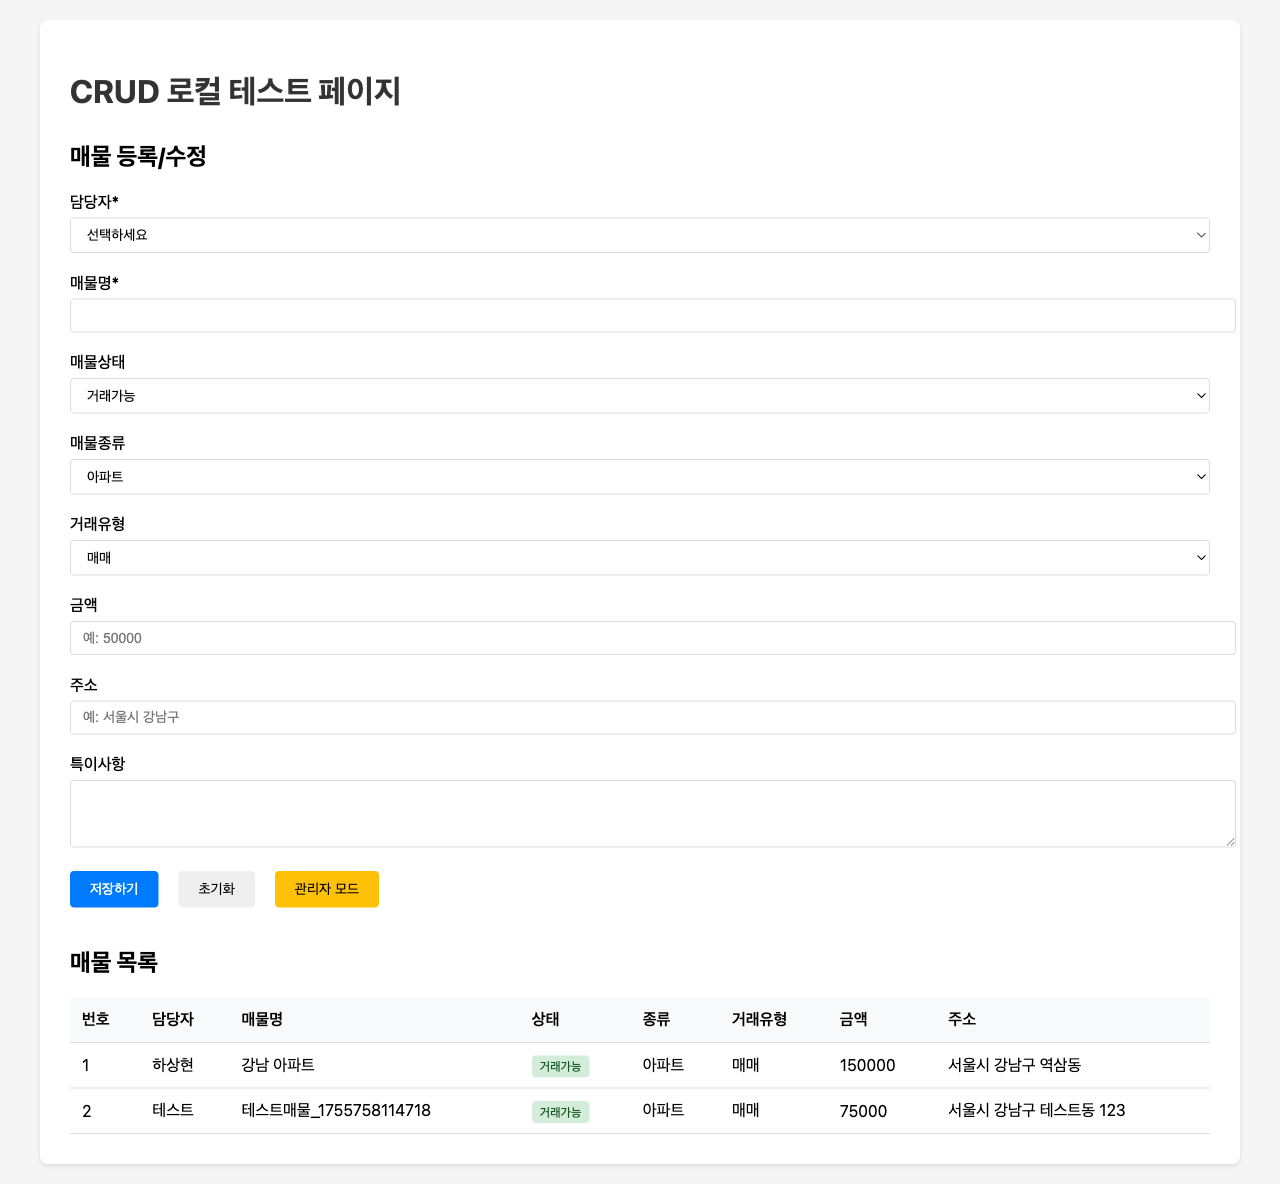 CRUD 로컬 테스트 페이지
매물 등록/수정
담당자*
선택하세요
매물명*
매물상태
거래가능
매물종류
아파트
거래유형
매매
금액
예: 50000
주소
예: 서울시 강남구
특이사항
저장하기 초기화 관리자 모드
매물 목록
번호 담당자 매물명 상태 종류 거래유형 금액 주소
1 하상현 강남 아파트 거래가능 아파트 매매 150000 서울시 강남구 역삼동
2 테스트 테스트매물_1755758114718 거래가능 아파트 매매 75000 서울시 강남구 테스트동 123